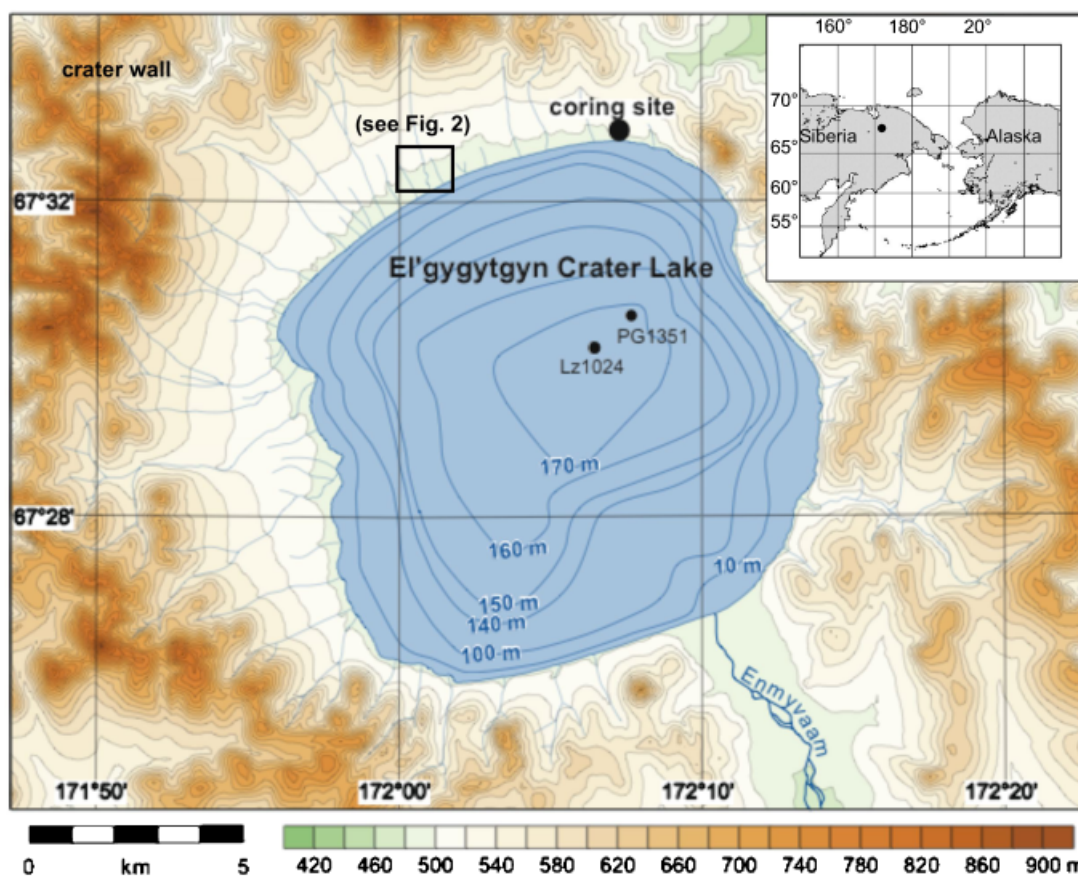 crater wall
coring site
(see Fig. 2)
67°32'
El'gygytgyn Crater Lake
PG1351
Lz1024
170 m
67°28'
160 m
10 m
150 m
140 m
100 m
Enmyvaam
171°50'
172°00'
172°10'
172°20'
160° 180° 20°
70°
Siberia
Alaska
65°
60°
55°
0 km 5
420 460 500 540 580 620 660 700 740 780 820 860 900 m